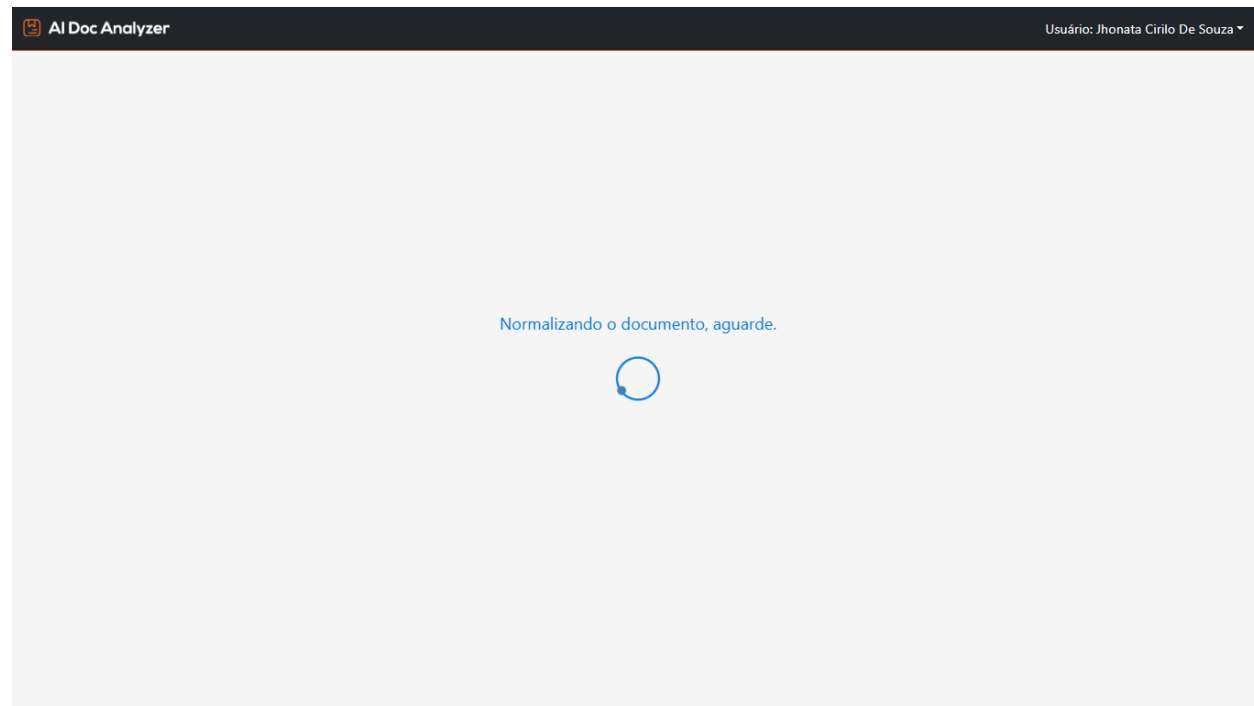 AI Doc Analyzer
Usuário: Jhonata Cirilo De Souza
Normalizando o documento, aguarde.